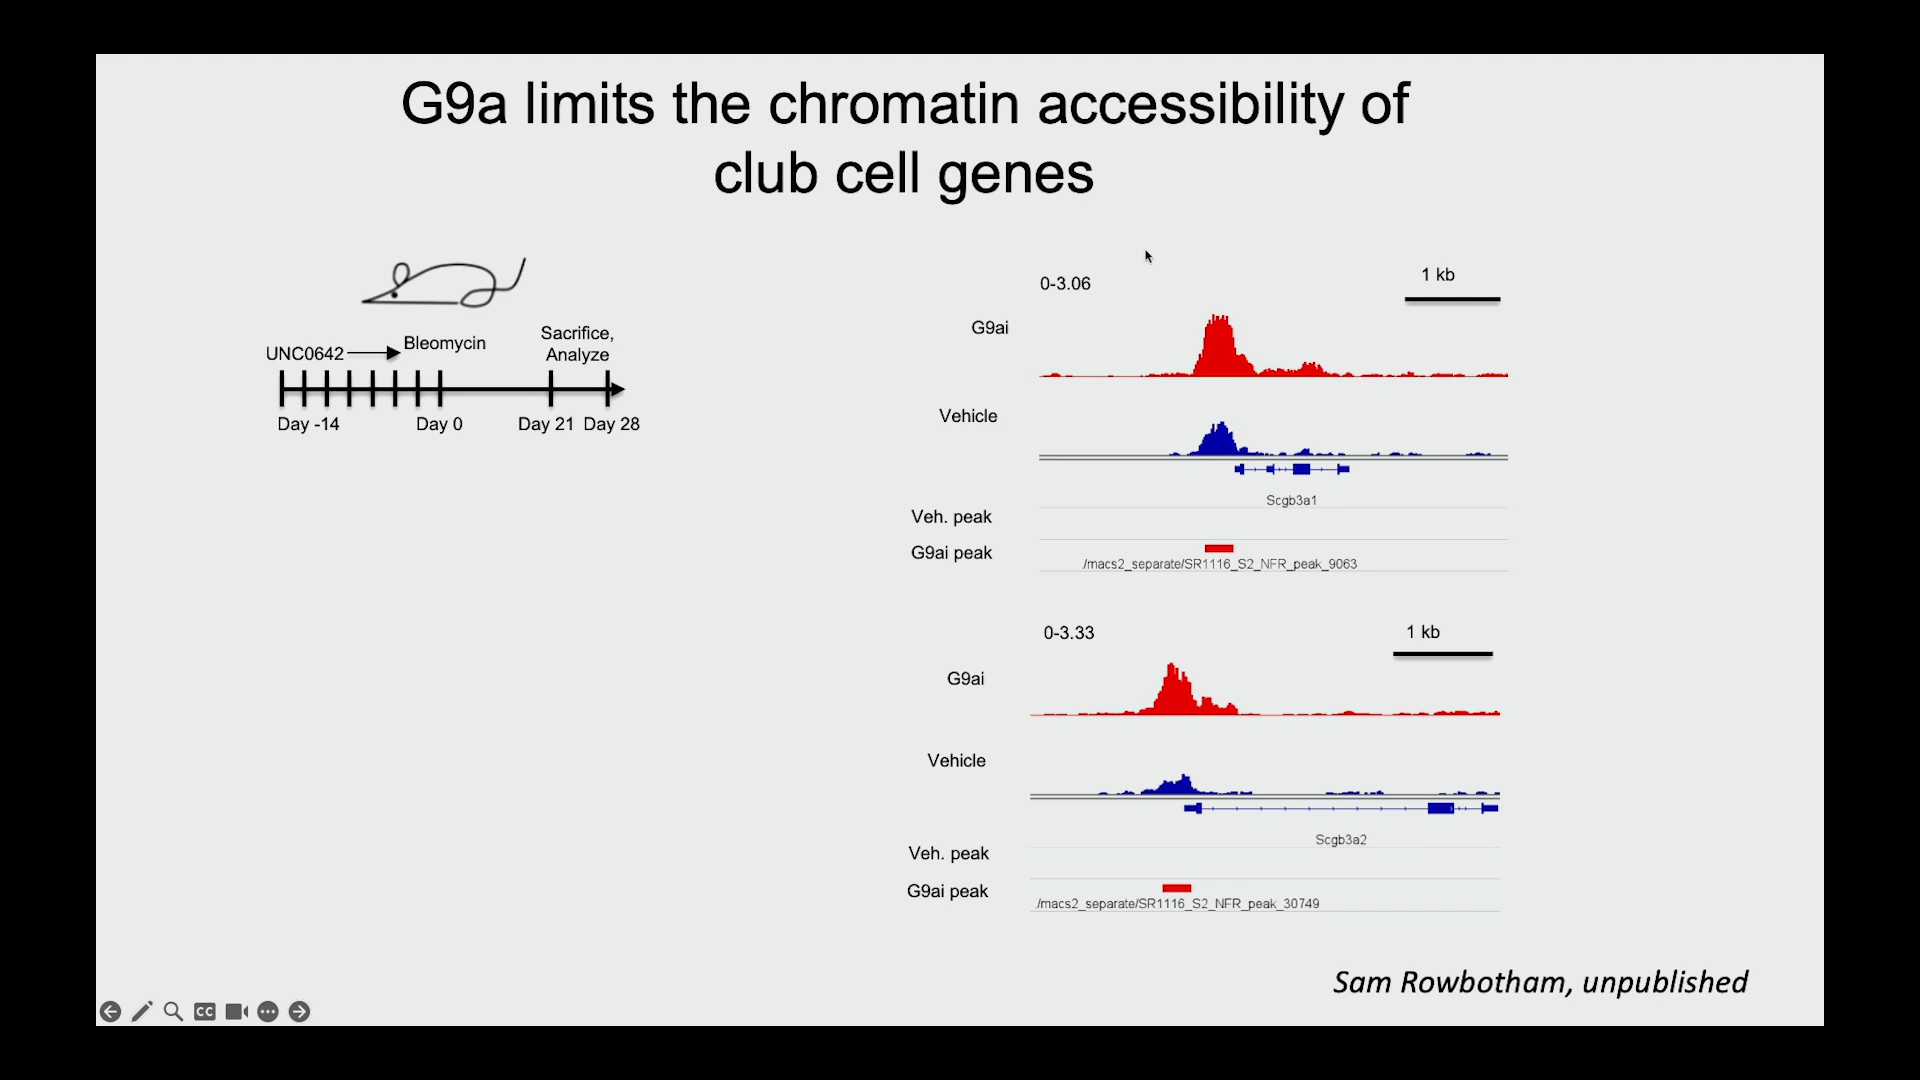 G9a limits the chromatin accessibility of
club cell genes
UNC0642
Bleomycin
Sacrifice,
Analyze
Day -14
Day 0
Day 21
Day 28
0-3.06
1 kb
G9ai
Vehicle
Scgb3a1
Veh. peak
G9ai peak
./macs2_separate/SR1116_S2_NFR_peak_9063
0-3.33
1 kb
G9ai
Vehicle
Scgb3a2
Veh. peak
G9ai peak
./macs2_separate/SR1116_S2_NFR_peak_30749
Sam Rowbotham, unpublished
CC